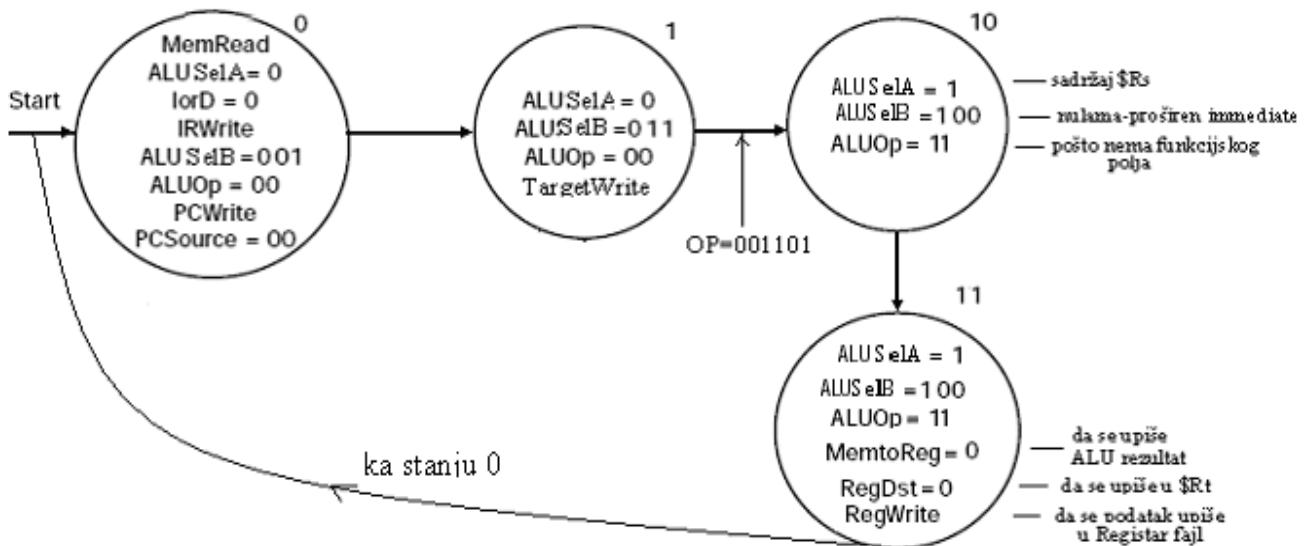 Start
0
MemRead
ALUSelA = 0
IorD = 0
IRWrite
ALUSelB = 001
ALUOp = 00
PCWrite
PCSource = 00
1
ALUSelA = 0
ALUSelB = 011
ALUOp = 00
TargetWrite
OP=001101
10
ALUSelA = 1
ALUSelB = 100
ALUOp = 11
sadržaj $Rs
nulama-proširen immediate
pošto nema funkcijskog
polja
11
ALUSelA = 1
ALUSelB = 100
ALUOp = 11
MemtoReg = 0
RegDst = 0
RegWrite
da se upiše
ALU rezultat
da se upiše u $Rt
da se podatak upiše
u Registar fajl
ka stanju 0